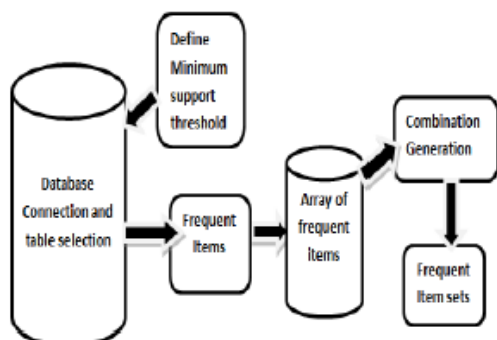 Define
Minimum
support
threshold
Database
Connection and
table selection
Frequent
Items
Array of
frequent
items
Combination
Generation
Frequent
Item sets